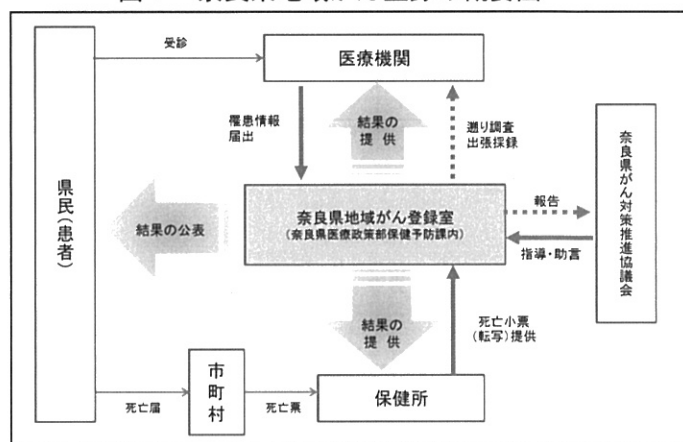 受診
医療機関
罹患情報
届出
結果の
提 供
遡り調査
出張採録
県民(患者)
結果の公表
奈良県地域がん登録室
(奈良県医療政策部保健予防課内)
報告
指導・助言
奈良県がん対策推進協議会
結果の
提 供
死亡小票
(転写)提供
死亡届
市町村
死亡票
保健所